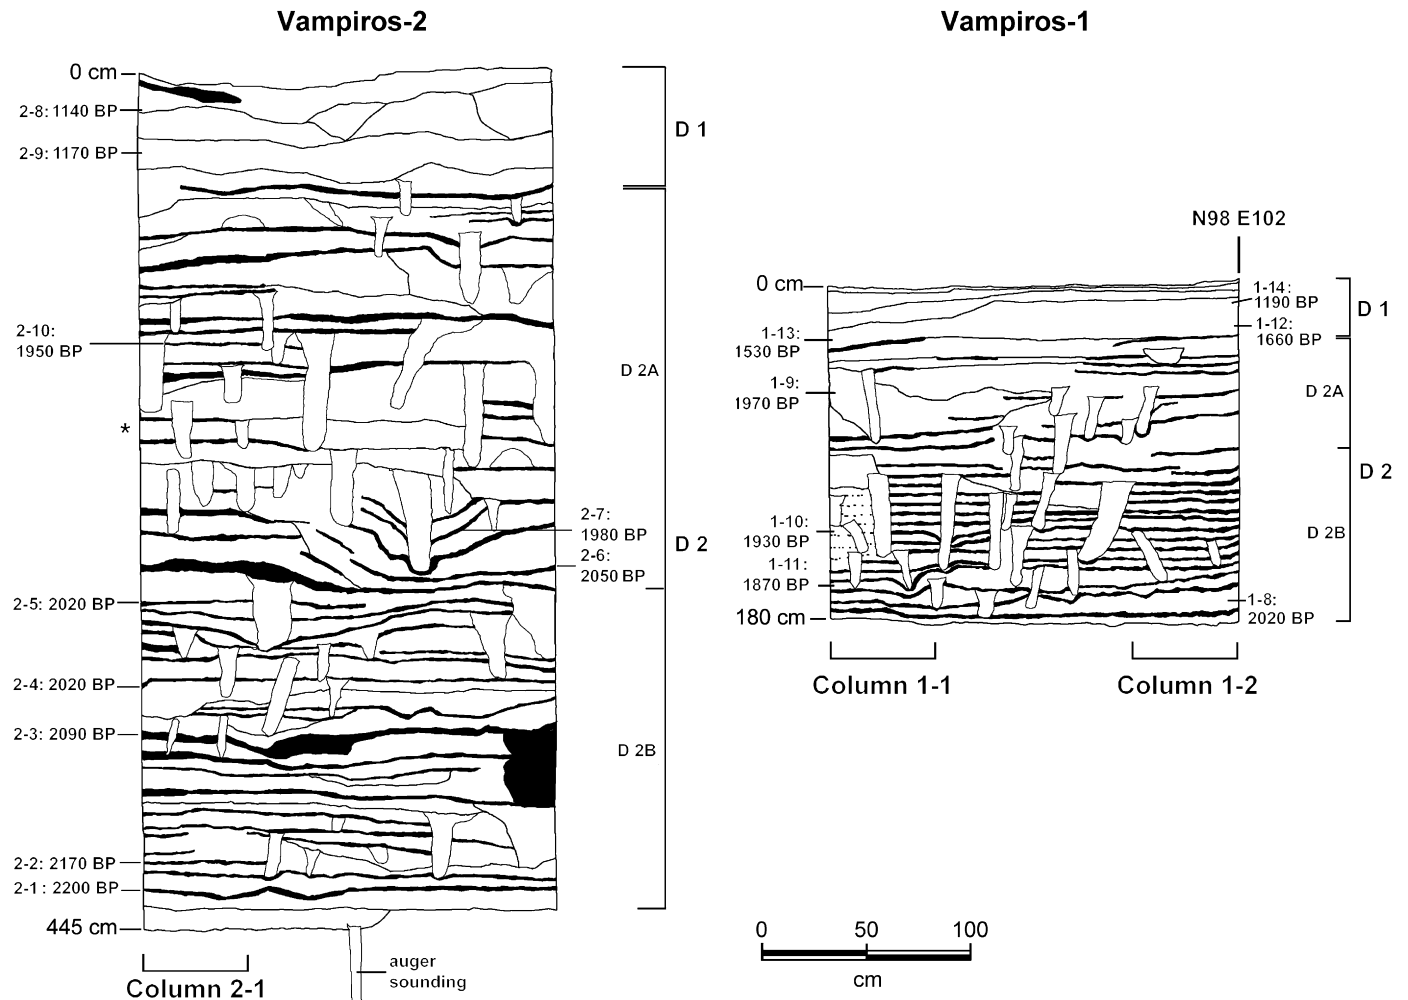 Vampiros-2
0 cm
2-8: 1140 BP
2-9: 1170 BP
2-10:
1950 BP
*
2-5: 2020 BP
2-4: 2020 BP
2-3: 2090 BP
2-2: 2170 BP
2-1: 2200 BP
445 cm
Column 2-1
auger
sounding
2-7:
1980 BP
2-6:
2050 BP
D 1
D 2A
D 2
D 2B
Vampiros-1
N98 E102
0 cm
1-13:
1530 BP
1-9:
1970 BP
1-10:
1930 BP
1-11:
1870 BP
180 cm
1-14:
1190 BP
1-12:
1660 BP
1-8:
2020 BP
D 1
D 2A
D 2
D 2B
Column 1-1
Column 1-2
0 50 100
cm